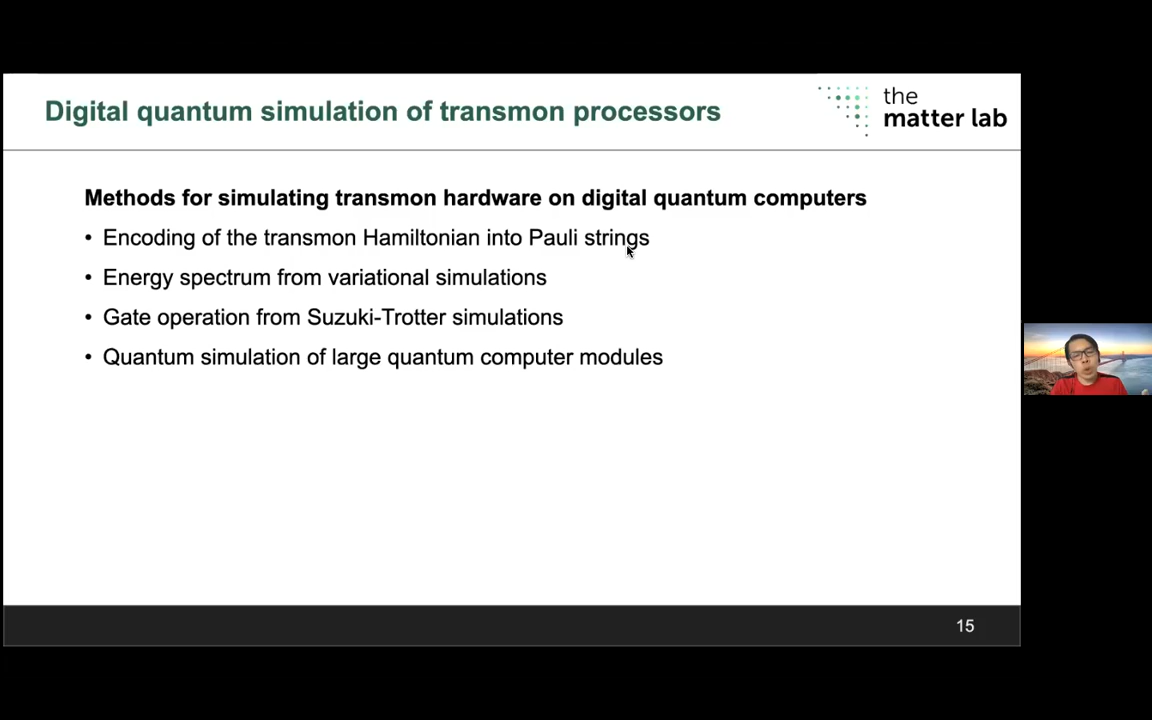 Digital quantum simulation of transmon processors
the
matter lab
Methods for simulating transmon hardware on digital quantum computers
• Encoding of the transmon Hamiltonian into Pauli strings
• Energy spectrum from variational simulations
• Gate operation from Suzuki-Trotter simulations
• Quantum simulation of large quantum computer modules
15